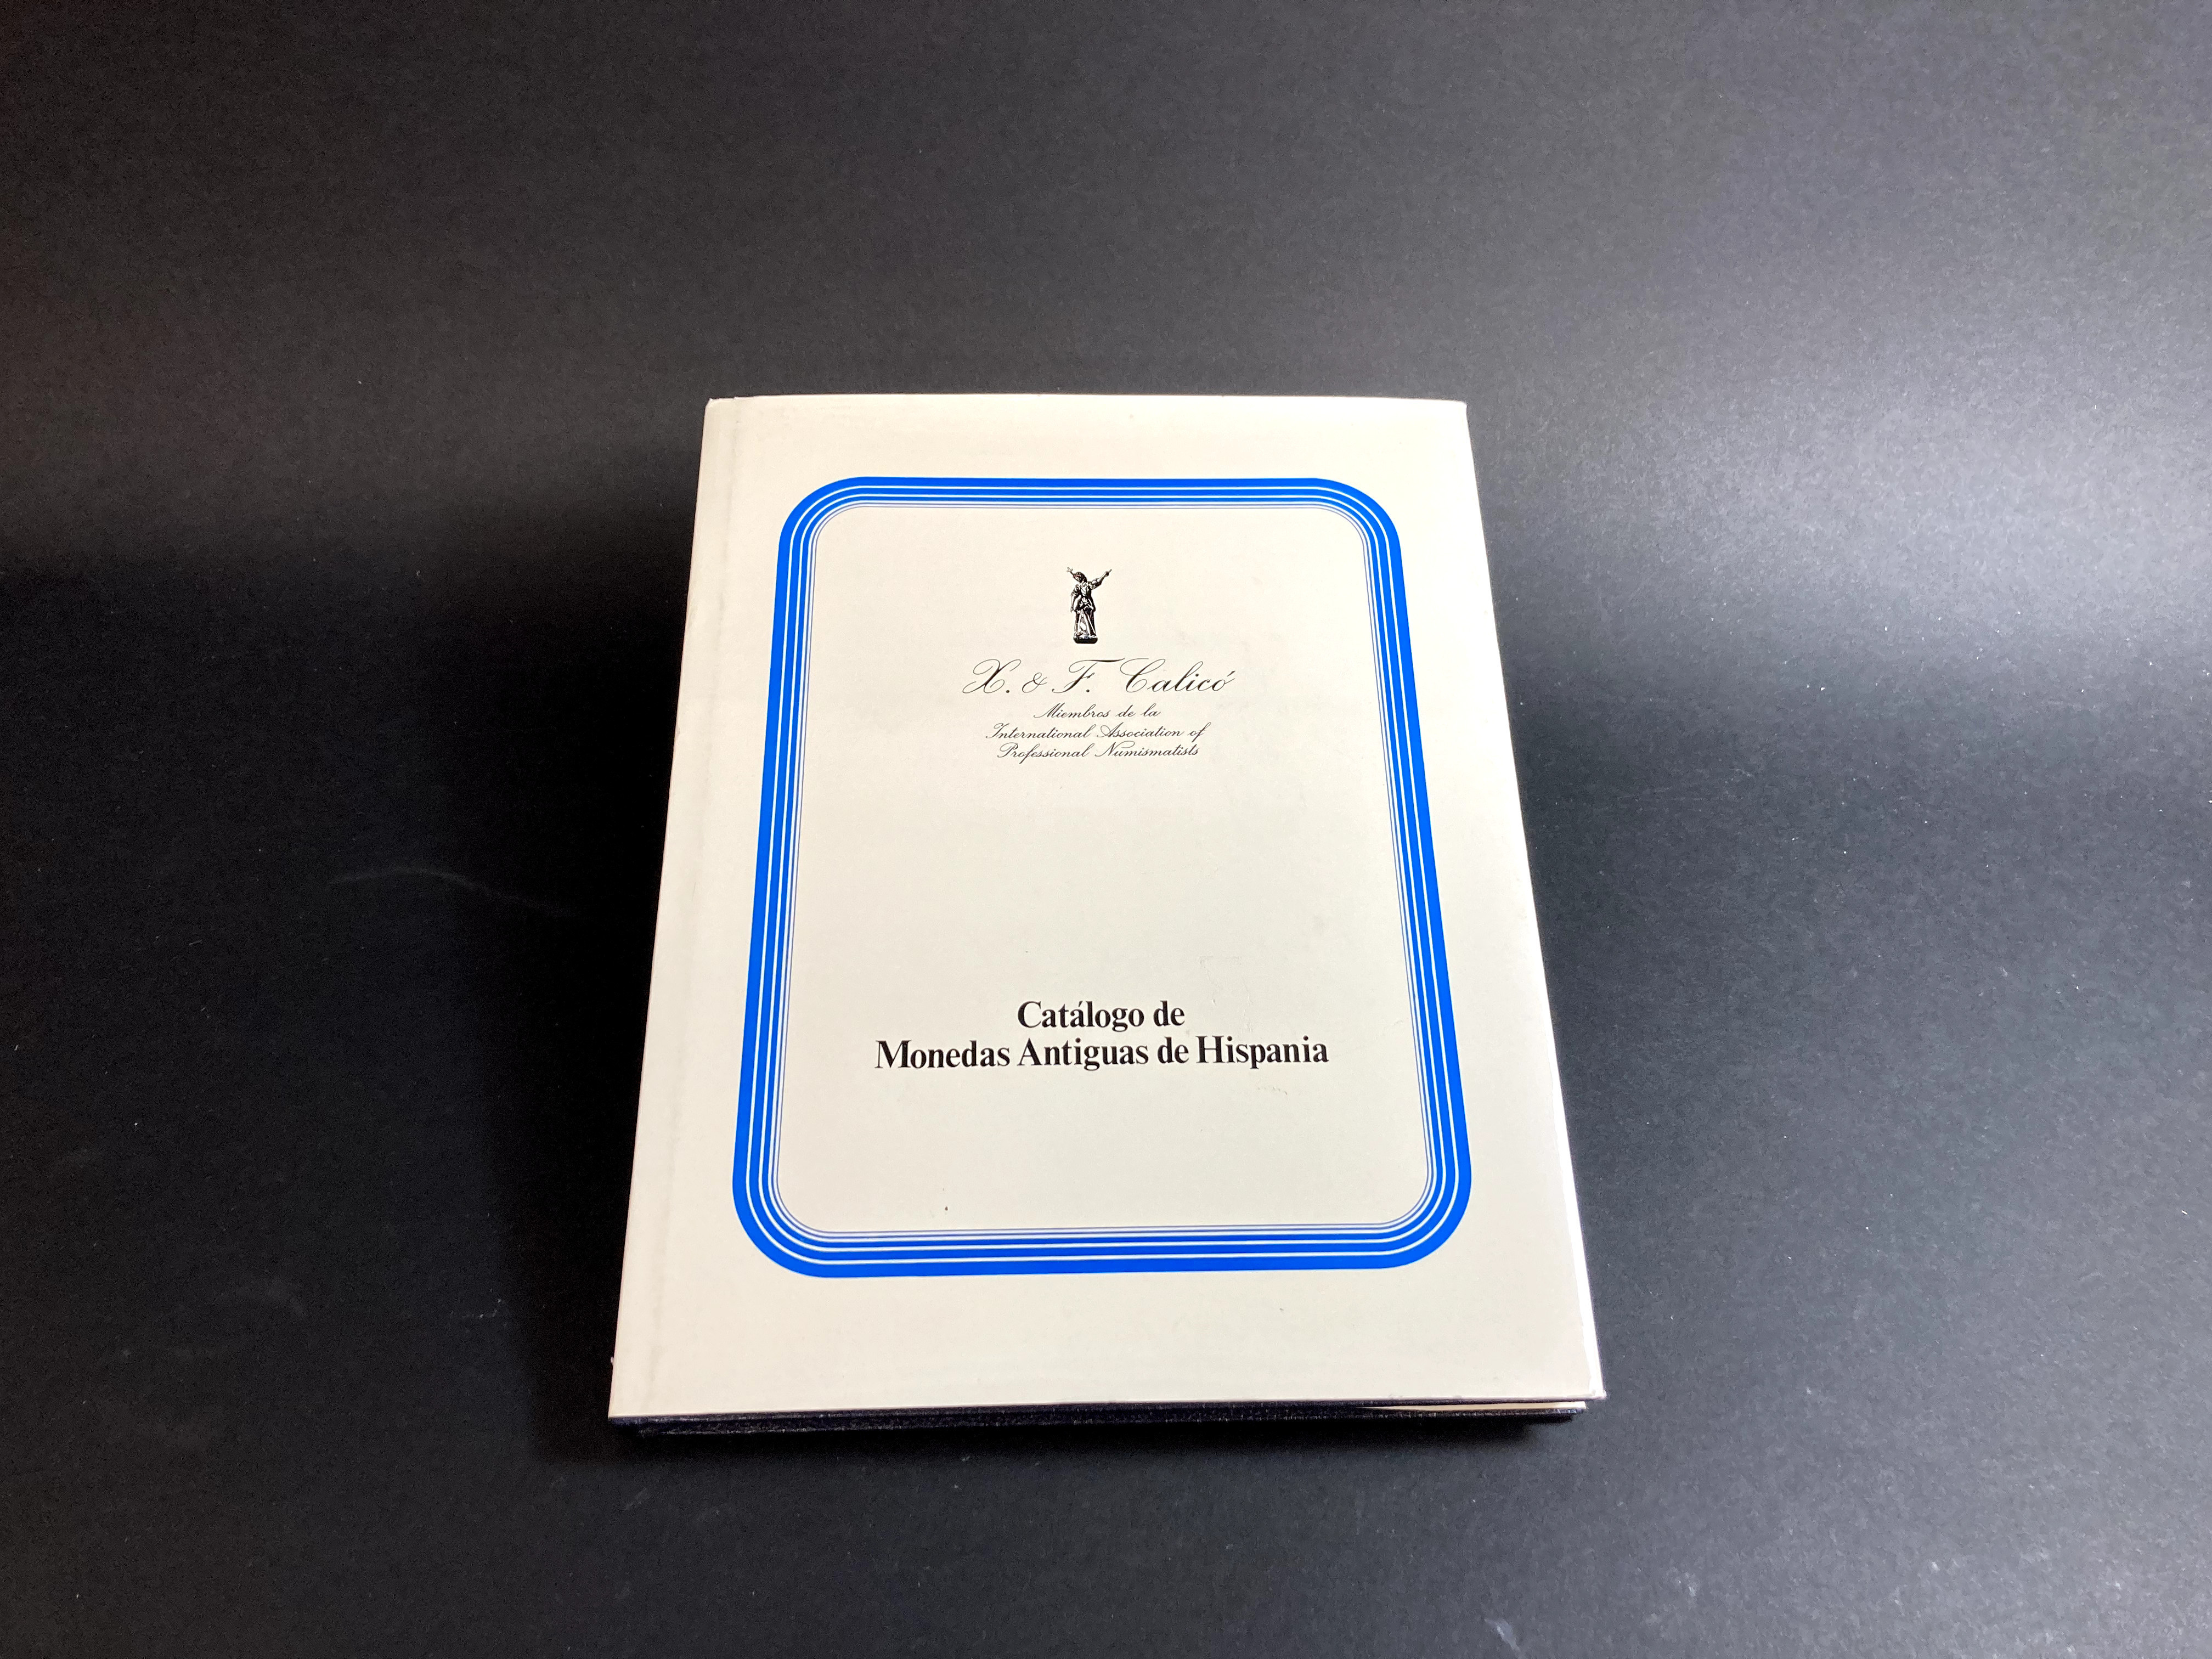 X. & F. Calicó
Miembros de la
International Association of
Professional Numismatists
Catálogo de
Monedas Antiguas de Hispania